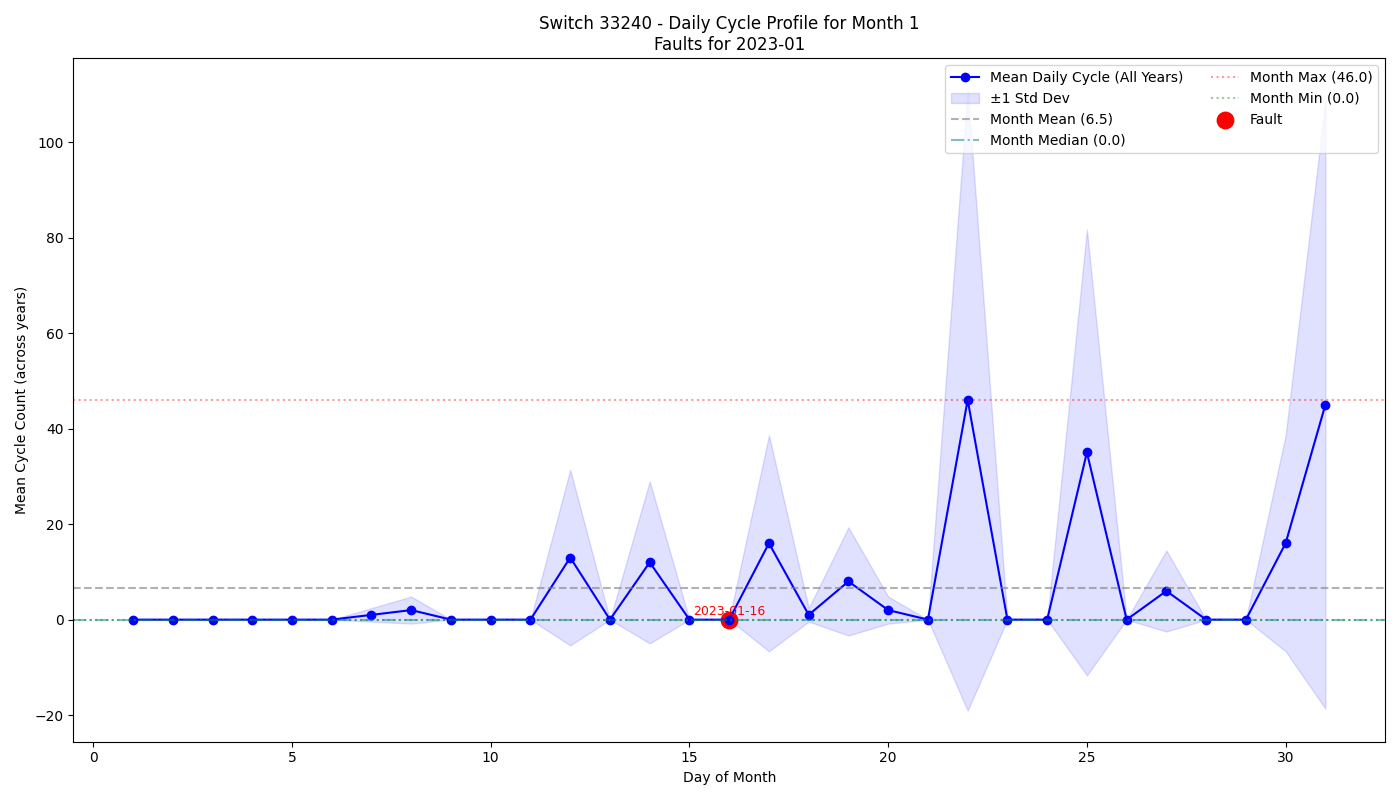 Switch 33240 - Daily Cycle Profile for Month 1
Faults for 2023-01
Mean Daily Cycle (All Years)
±1 Std Dev
Month Mean (6.5)
Month Median (0.0)
Month Max (46.0)
Month Min (0.0)
Fault
Mean Cycle Count (across years)
100
80
60
40
20
0
−20
2023-01-16
0
5
10
15
20
25
30
Day of Month